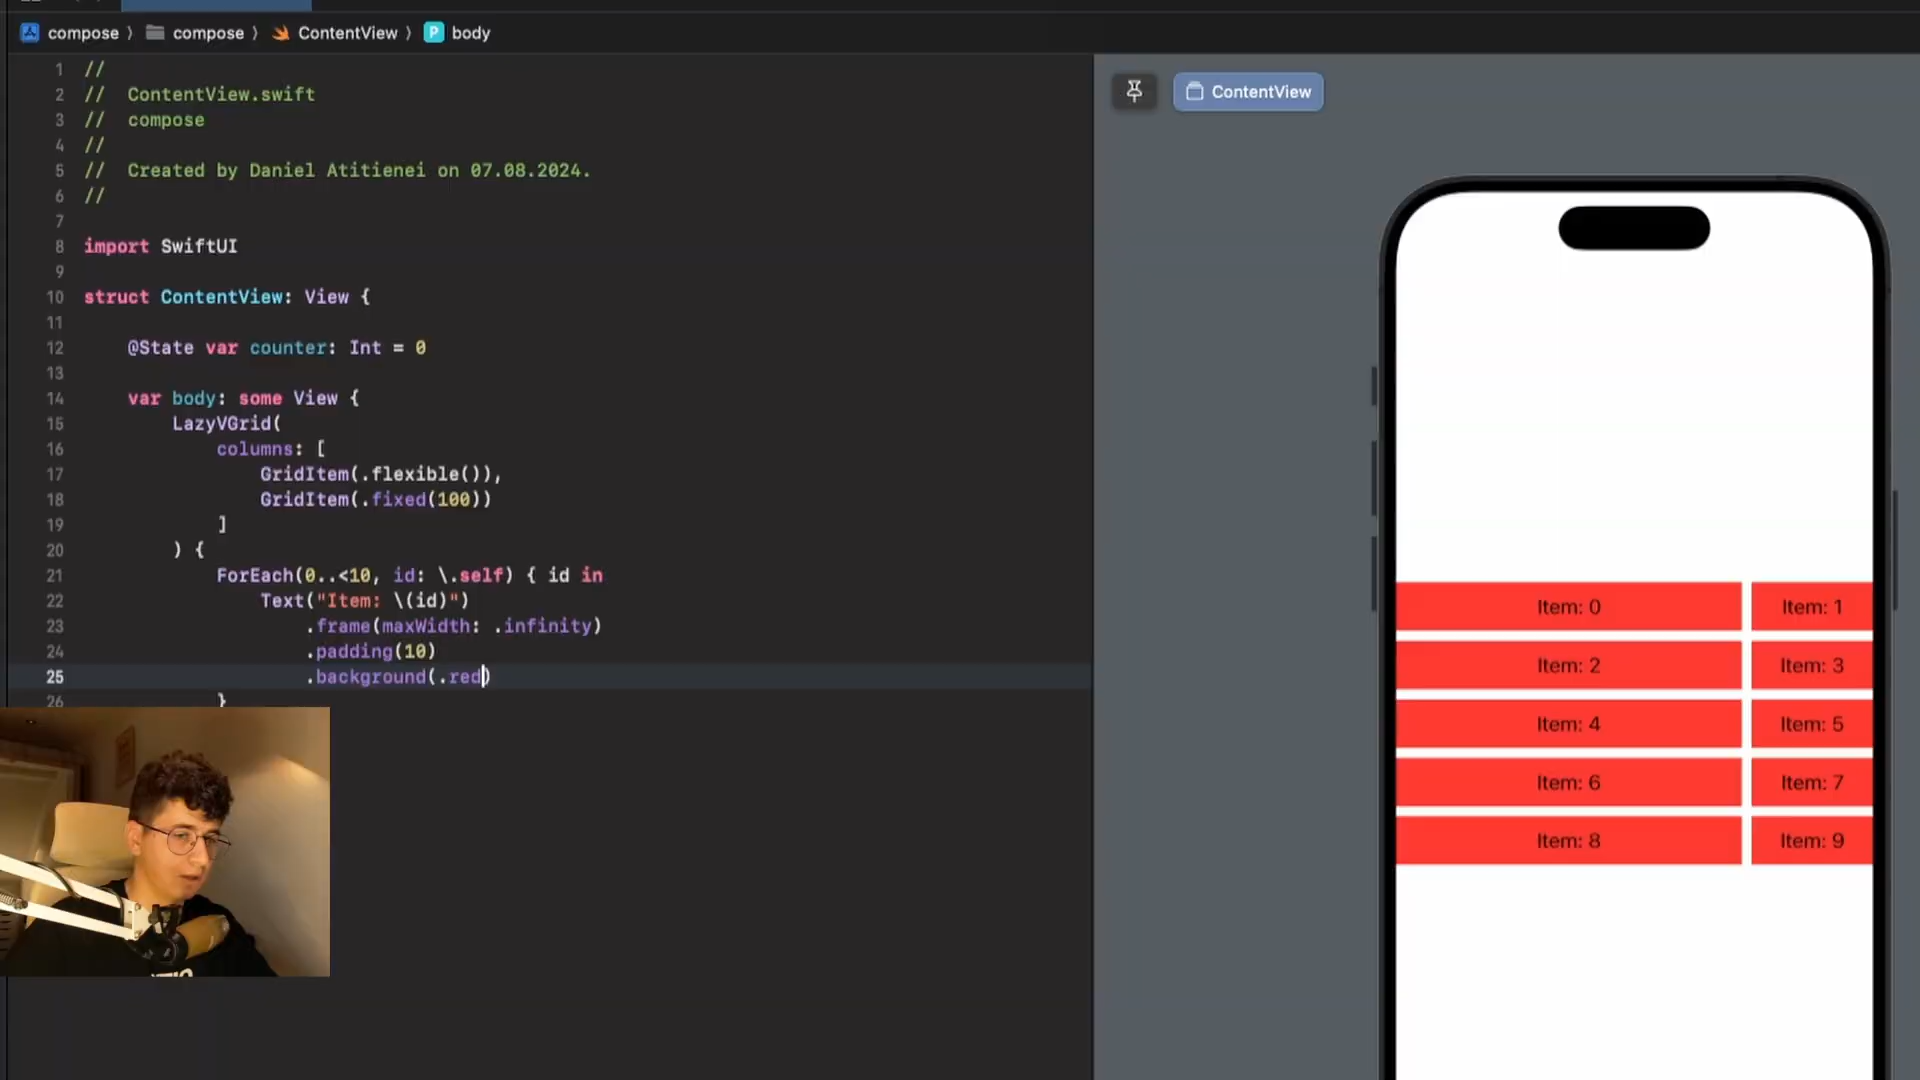 compose 〉 compose 〉 ContentView 〉 P body
1 //
2 //  ContentView.swift
3 //  compose
4 //
5 //  Created by Daniel Atitienei on 07.08.2024.
6 //
7
8 import SwiftUI
9
10 struct ContentView: View {
11
12     @State var counter: Int = 0
13
14     var body: some View {
15         LazyVGrid(
16             columns: [
17                 GridItem(.flexible()),
18                 GridItem(.fixed(100))
19             ]
20         ) {
21             ForEach(0..<10, id: \.self) { id in
22                 Text("Item: \(id)")
23                     .frame(maxWidth: .infinity)
24                     .padding(10)
25                     .background(.red)
26             }
ContentView
Item: 0 Item: 1
Item: 2 Item: 3
Item: 4 Item: 5
Item: 6 Item: 7
Item: 8 Item: 9